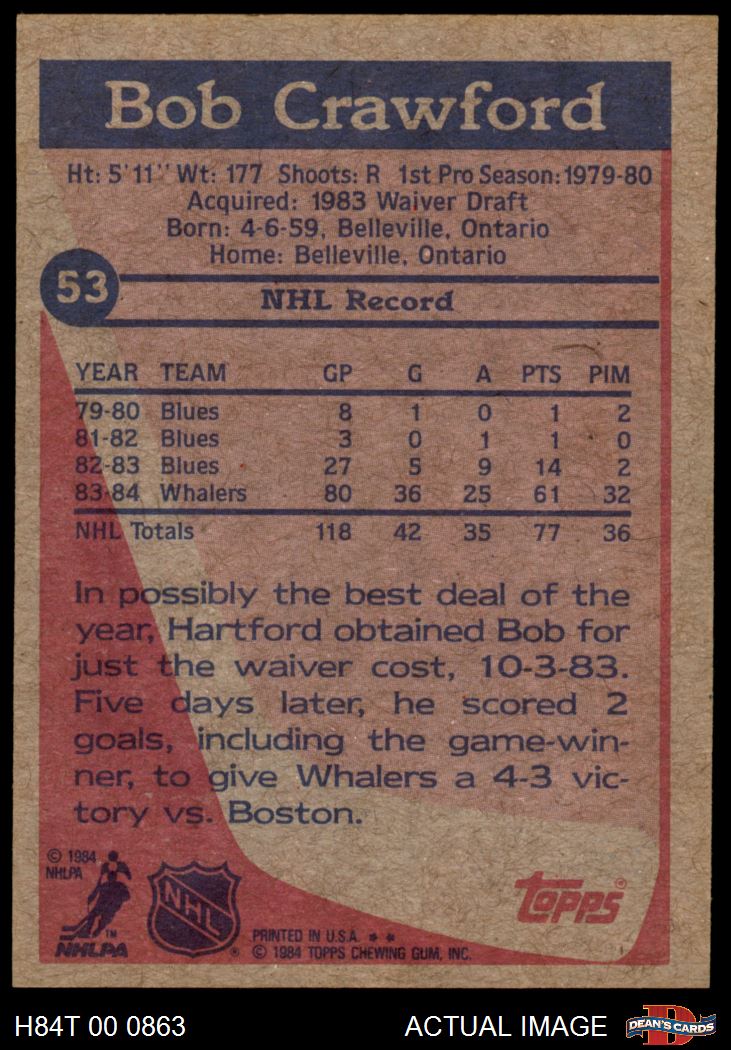 Bob Crawford
Ht: 5'11" Wt: 177 Shoots: R 1st Pro Season: 1979-80
Acquired: 1983 Waiver Draft
Born: 4-6-59, Belleville, Ontario
Home: Belleville, Ontario
53
NHL Record
YEAR TEAM GP G A PTS PIM
79-80 Blues 8 1 0 1 2
81-82 Blues 3 0 1 1 0
82-83 Blues 27 5 9 14 2
83-84 Whalers 80 36 25 61 32
NHL Totals 118 42 35 77 36
In possibly the best deal of the
year, Hartford obtained Bob for
just the waiver cost, 10-3-83.
Five days later, he scored 2
goals, including the game-win-
ner, to give Whalers a 4-3 vic-
tory vs. Boston.
© 1984
NHLPA
NHLPA™
NHL®
topps®
PRINTED IN U.S.A. * *
© 1984 TOPPS CHEWING GUM, INC.
H84T 00 0863
ACTUAL IMAGE
D
DEAN'S CARDS